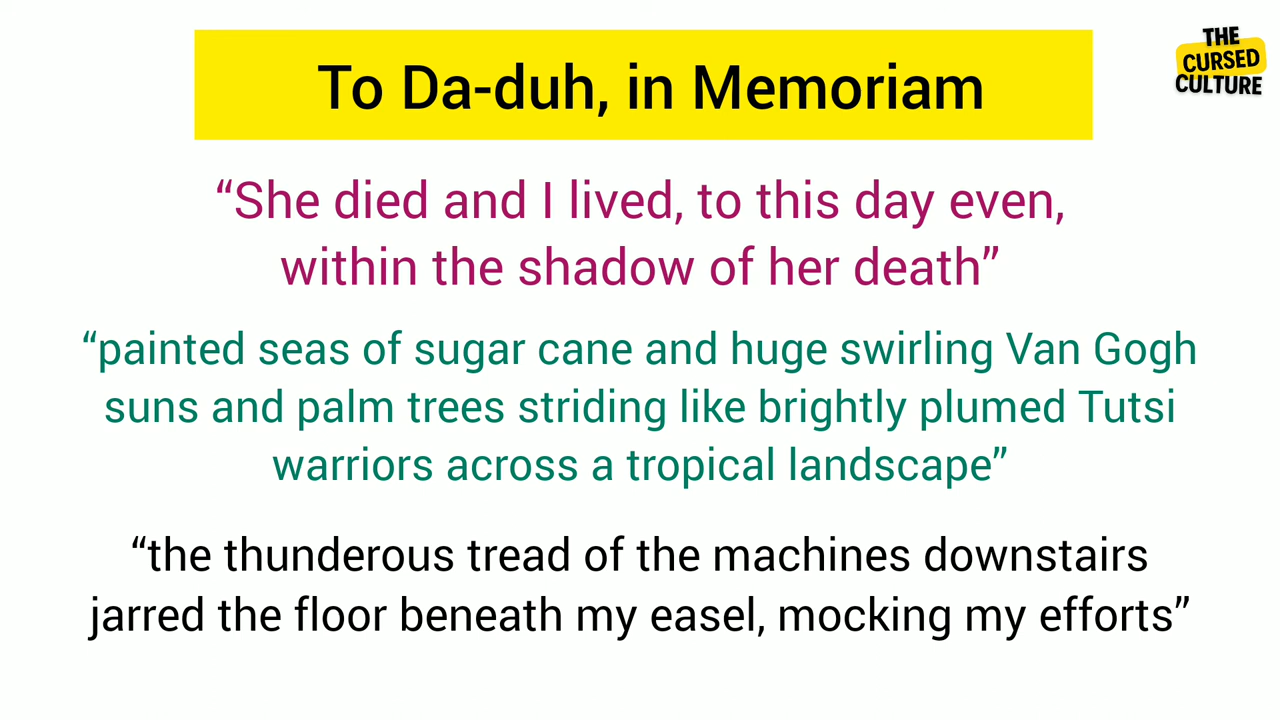 To Da-duh, in Memoriam
THE
CURSED
CULTURE
“She died and I lived, to this day even,
within the shadow of her death”
“painted seas of sugar cane and huge swirling Van Gogh
suns and palm trees striding like brightly plumed Tutsi
warriors across a tropical landscape”
“the thunderous tread of the machines downstairs
jarred the floor beneath my easel, mocking my efforts”